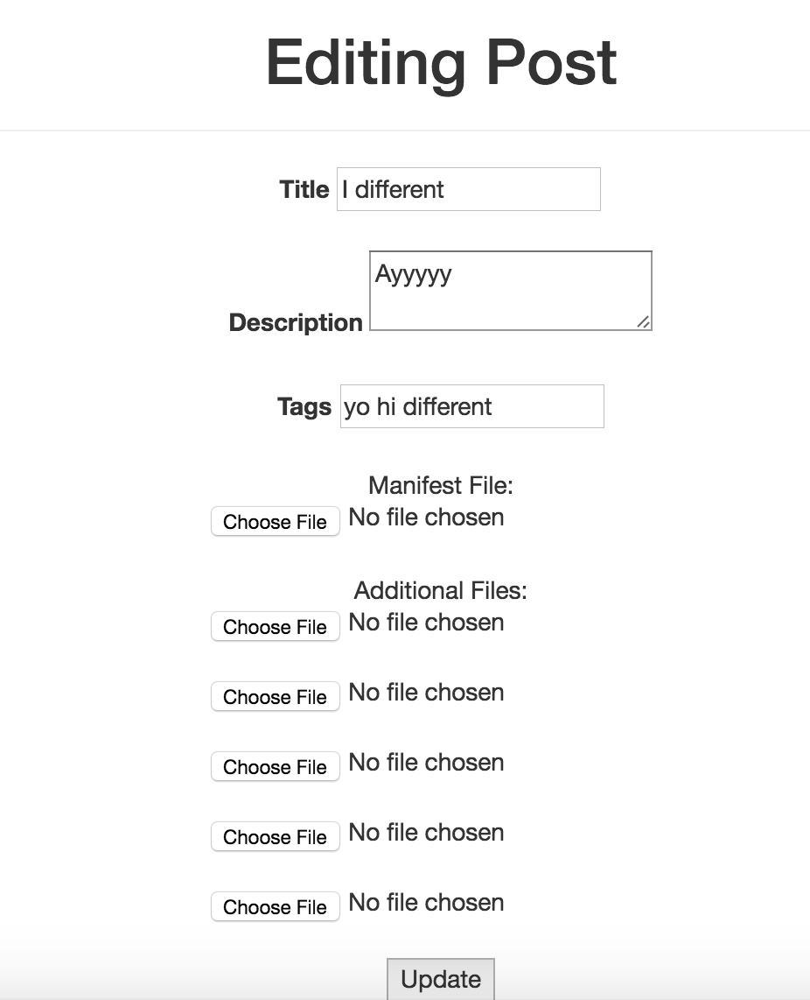 Editing Post
Title I different
Ayyyyy
Description
Tags yo hi different
Manifest File:
Choose File No file chosen
Additional Files:
Choose File No file chosen
Choose File No file chosen
Choose File No file chosen
Choose File No file chosen
Choose File No file chosen
Update